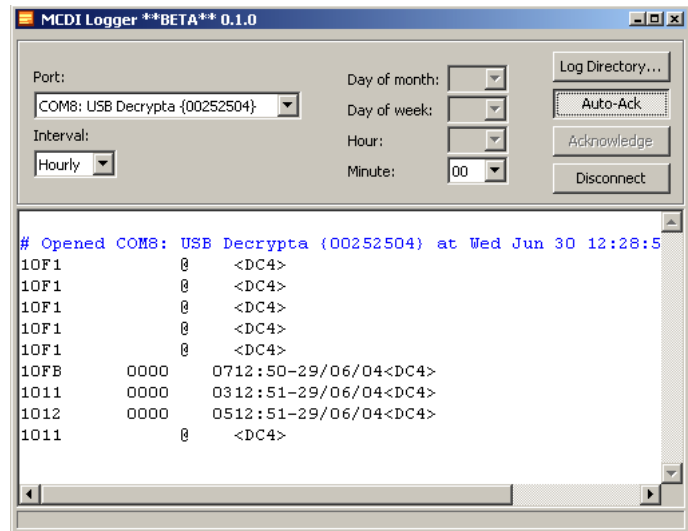 MCDI Logger **BETA** 0.1.0
Port:
COM8: USB Decrypta {00252504}
Interval:
Hourly
Day of month:
Day of week:
Hour:
Minute: 00
Log Directory...
Auto-Ack
Acknowledge
Disconnect
# Opened COM8: USB Decrypta {00252504} at Wed Jun 30 12:28:5
10F1 @ <DC4>
10F1 @ <DC4>
10F1 @ <DC4>
10F1 @ <DC4>
10F1 @ <DC4>
10FB 0000 0712:50-29/06/04<DC4>
1011 0000 0312:51-29/06/04<DC4>
1012 0000 0512:51-29/06/04<DC4>
1011 @ <DC4>